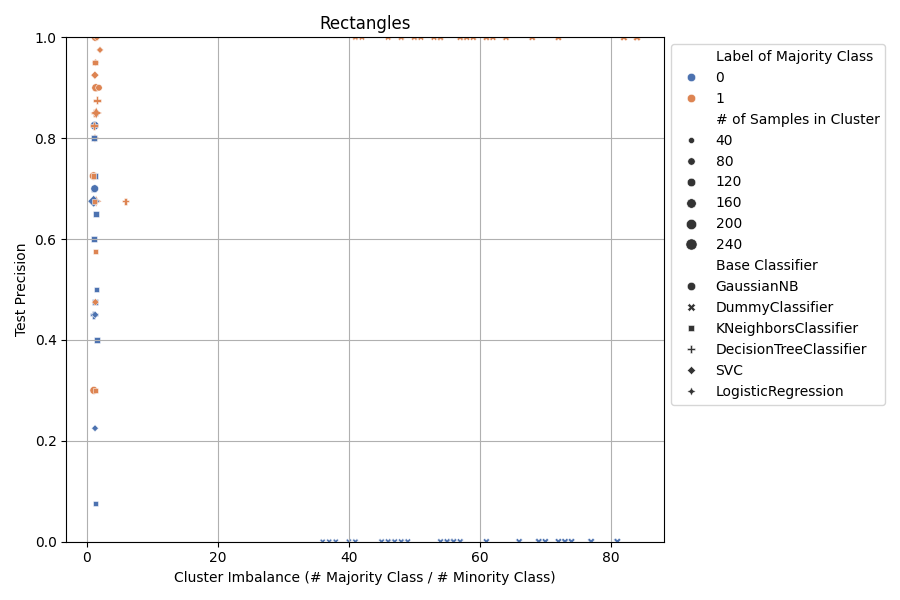 Rectangles
1.0
0.8
0.6
0.4
0.2
0.0
Test Precision
0 20 40 60 80
Cluster Imbalance (# Majority Class / # Minority Class)
Label of Majority Class
0
1
# of Samples in Cluster
40
80
120
160
200
240
Base Classifier
GaussianNB
DummyClassifier
KNeighborsClassifier
DecisionTreeClassifier
SVC
LogisticRegression